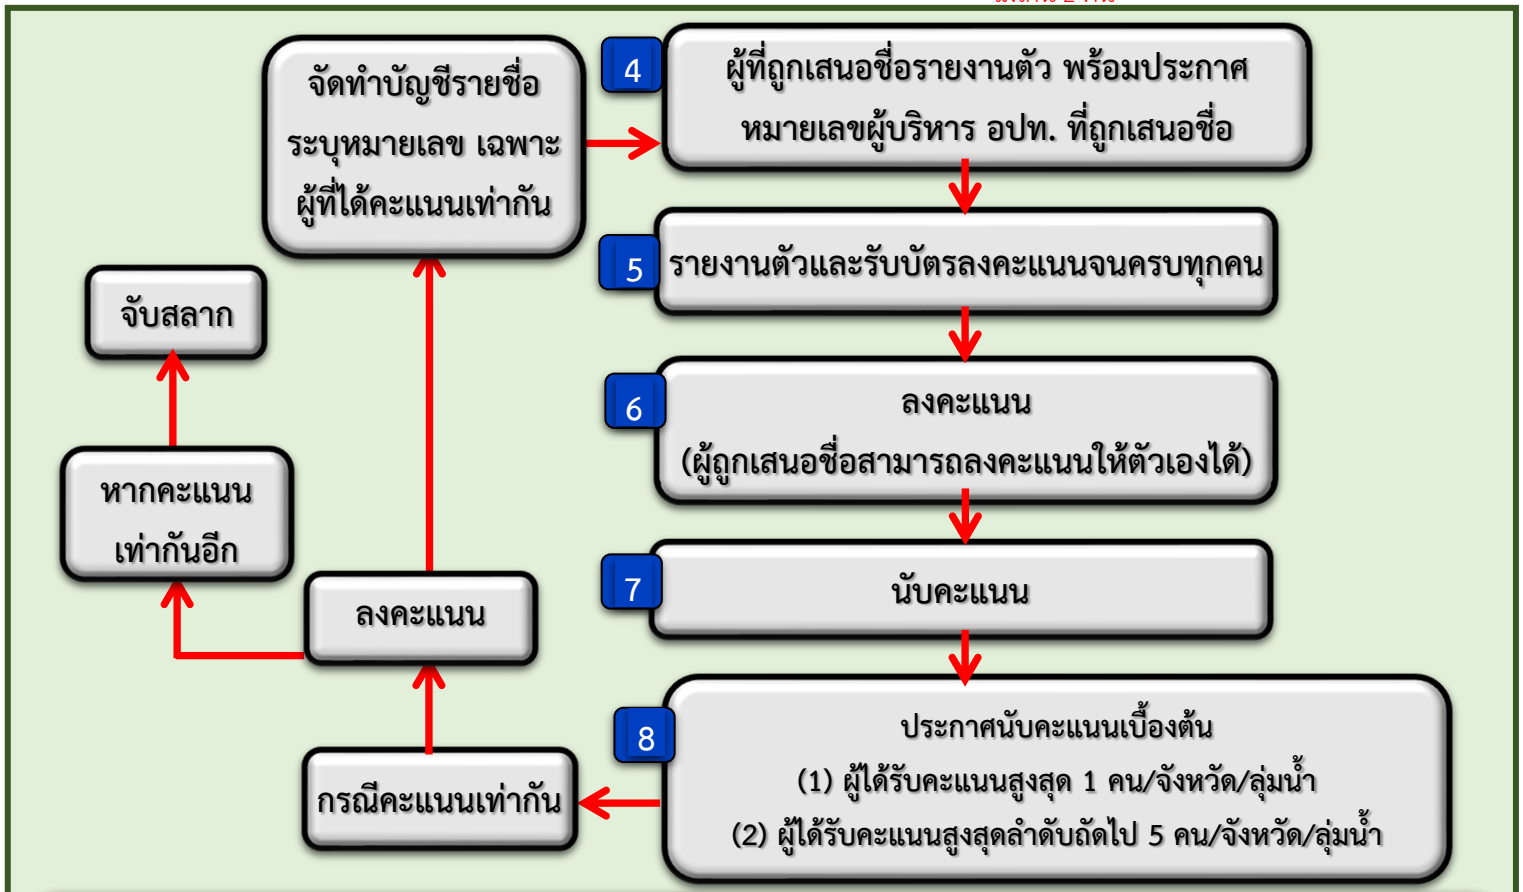 4
ผู้ที่ถูกเสนอชื่อรายงานตัว พร้อมประกาศ
หมายเลขผู้บริหาร อปท. ที่ถูกเสนอชื่อ
จัดทำบัญชีรายชื่อ
ระบุหมายเลข เฉพาะ
ผู้ที่ได้คะแนนเท่ากัน
5
รายงานตัวและรับบัตรลงคะแนนจนครบทุกคน
จับสลาก
6
ลงคะแนน
(ผู้ถูกเสนอชื่อสามารถลงคะแนนให้ตัวเองได้)
หากคะแนน
เท่ากันอีก
7
นับคะแนน
ลงคะแนน
8
ประกาศนับคะแนนเบื้องต้น
(1) ผู้ได้รับคะแนนสูงสุด 1 คน/จังหวัด/ลุ่มน้ำ
(2) ผู้ได้รับคะแนนสูงสุดลำดับถัดไป 5 คน/จังหวัด/ลุ่มน้ำ
กรณีคะแนนเท่ากัน